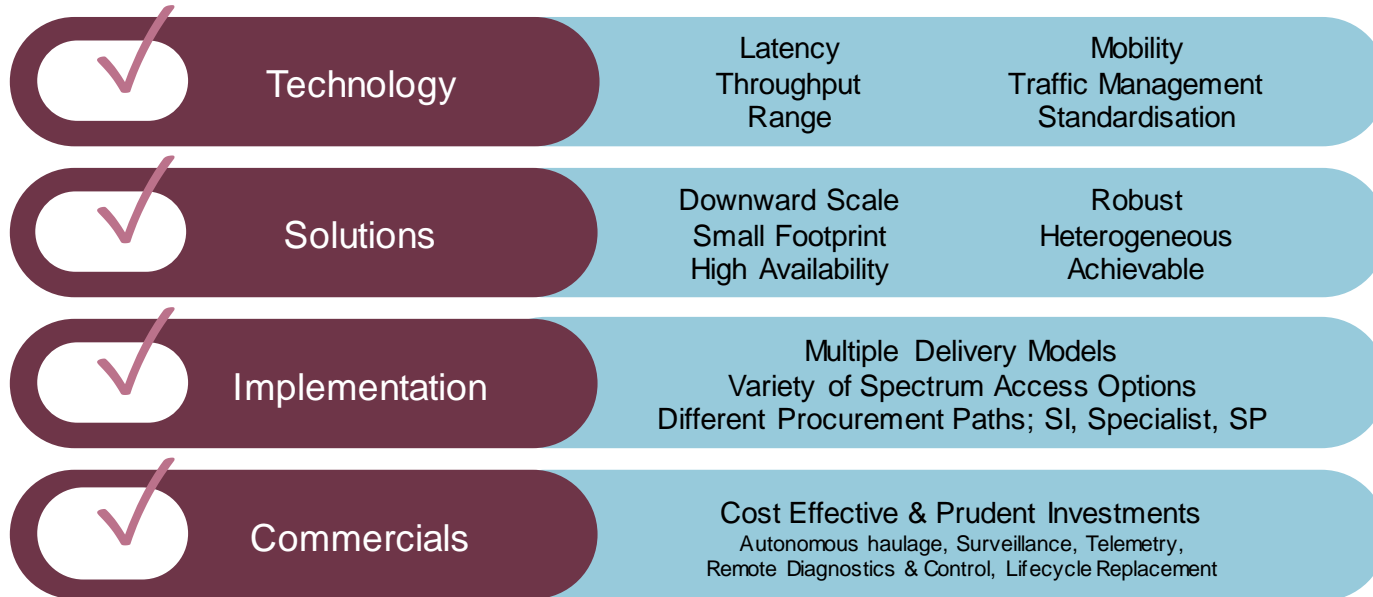 Technology
Latency
Throughput
Range
Mobility
Traffic Management
Standardisation
Solutions
Downward Scale
Small Footprint
High Availability
Robust
Heterogeneous
Achievable
Implementation
Multiple Delivery Models
Variety of Spectrum Access Options
Different Procurement Paths; SI, Specialist, SP
Commercials
Cost Effective & Prudent Investments
Autonomous haulage, Surveillance, Telemetry,
Remote Diagnostics & Control, Lifecycle Replacement